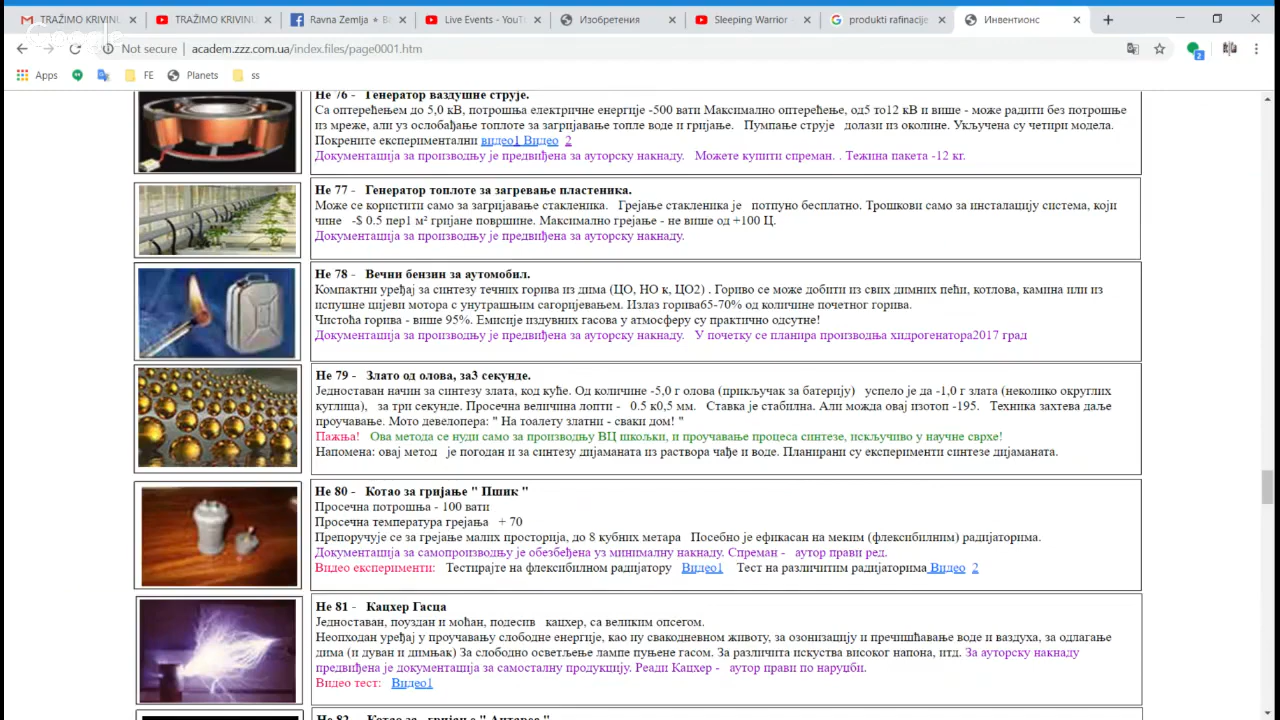 TRAŽIMO KRIVINU
TRAŽIMO KRIVINU
Ravna Zemlja
Live Events - YouT
Изобретения
Sleeping Warrior -
produkti rafinacije
Инвентионс
Google
Not secure | academ.zzz.com.ua/index.files/page0001.htm
2
Apps
FE
Planets
ss
Не 76 - Генератор ваздушне струје.
Са оптерећењем до 5,0 кВ, потрошња електричне енергије -500 вати Максимално оптерећење, од5 то12 кВ и више - може радити без потрошње
из мреже, али уз ослобађање топлоте за загријавање топле воде и гријање. Пумпање струје долази из околине. Укључена су четири модела.
Покрените експериментални видео1 Видео 2
Документација за производњу је предвиђена за ауторску накнаду. Можете купити спреман. . Тежина пакета -12 кг.
Не 77 - Генератор топлоте за загревање пластеника.
Може се користити само за загријавање стакленика. Грејање стакленика је потпуно бесплатно. Трошкови само за инсталацију система, који
чине -$ 0.5 пер1 м² гријане површине. Максимално грејање - не више од +100 Ц.
Документација за производњу је предвиђена за ауторску накнаду.
Не 78 - Вечни бензин за аутомобил.
Компактни уређај за синтезу течних горива из дима (ЦО, НО к, ЦО2) . Гориво се може добити из свих димних пећи, котлова, камина или из
испушне цијеви мотора с унутрашњим сагоријевањем. Излаз горива65-70% од количине почетног горива.
Чистоћа горива - више 95%. Емисије издувних гасова у атмосферу су практично одсутне!
Документација за производњу је предвиђена за ауторску накнаду. У почетку се планира производња хидрогенатора2017 град
Не 79 - Злато од олова, за3 секунде.
Једноставан начин за синтезу злата, код куће. Од количине -5,0 г олова (прикључак за батерију) успело је да -1,0 г злата (неколико округлих
куглица), за три секунде. Просечна величина лопти - 0.5 к0,5 мм. Ставка је стабилна. Али можда овај изотоп -195. Техника захтева даље
проучавање. Мото девелопера: " На тоалету златни - сваки дом! "
Пажња! Ова метода се нуди само за производњу ВЦ шкољки, и проучавање процеса синтезе, искључиво у научне сврхе!
Напомена: овај метод је погодан и за синтезу дијаманата из раствора чађе и воде. Планирани су експерименти синтезе дијаманата.
Не 80 - Котао за гријање " Пшик "
Просечна потрошња - 100 вати
Просечна температура грејања + 70
Препоручује се за грејање малих просторија, до 8 кубних метара Посебно је ефикасан на меким (флексибилним) радијаторима.
Документација за самопроизводњу је обезбеђена уз минималну накнаду. Спреман - аутор прави ред.
Видео експерименти: Тестирајте на флексибилном радијатору Видео1 Тест на различитим радијаторима Видео 2
Не 81 - Кацхер Гасца
Једноставан, поуздан и моћан, подесив кацхер, са великим опсегом.
Неопходан уређај у проучавању слободне енергије, као иу свакодневном животу, за озонизацију и пречишћавање воде и ваздуха, за одлагање
дима (и дуван и димњак) За слободно осветљење лампе пуњене гасом. За различита искуства високог напона, итд. За ауторску накнаду
предвиђена је документација за самосталну продукцију. Реади Кацхер - аутор прави по наруџби.
Видео тест: Видео1
Не 82 - Котао за - гријање " Антарес "